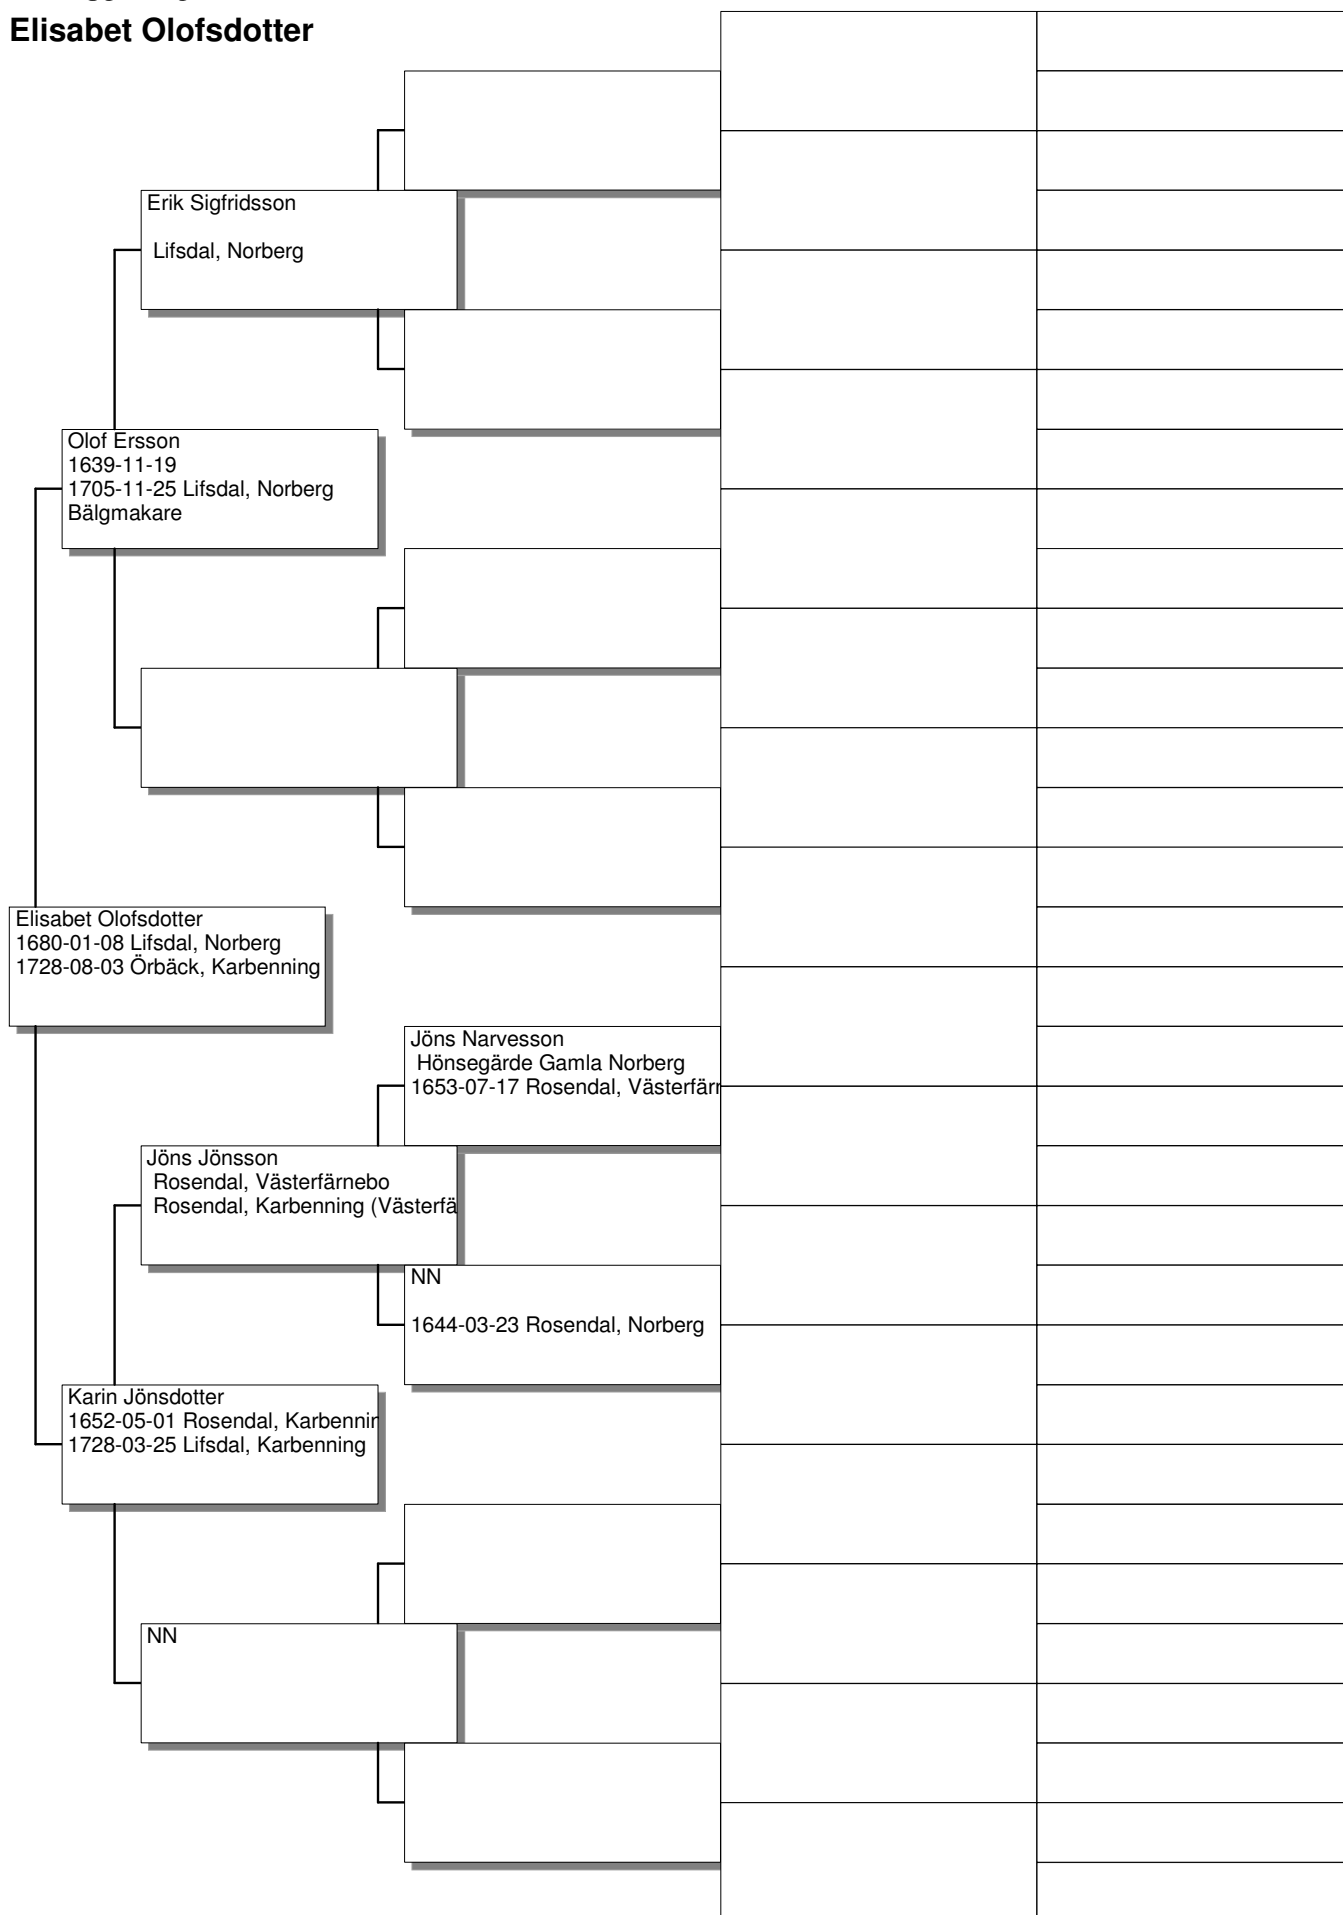 Elisabet Olofsdotter
Erik Sigfridsson
Lifsdal, Norberg
Olof Ersson
1639-11-19
1705-11-25 Lifsdal, Norberg
Bälgmakare
Elisabet Olofsdotter
1680-01-08 Lifsdal, Norberg
1728-08-03 Örbäck, Karbenning
Jöns Narvesson
Hönsegärde Gamla Norberg
1653-07-17 Rosendal, Västerfär
Jöns Jönsson
Rosendal, Västerfärnebo
Rosendal, Karbenning (Västerfä
NN
1644-03-23 Rosendal, Norberg
Karin Jönsdotter
1652-05-01 Rosendal, Karbennin
1728-03-25 Lifsdal, Karbenning
NN